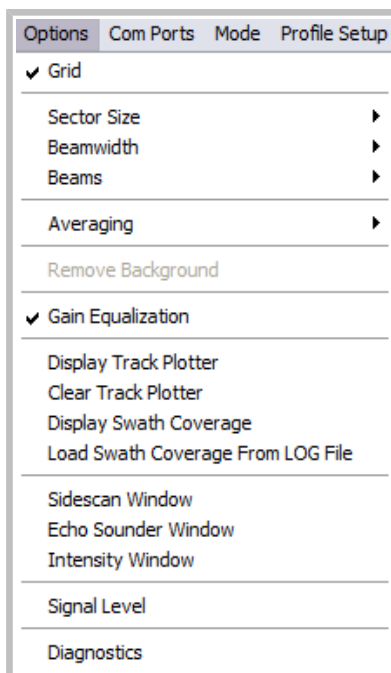 Options Com Ports Mode Profile Setup
Grid
Sector Size
Beamwidth
Beams
Averaging
Remove Background
Gain Equalization
Display Track Plotter
Clear Track Plotter
Display Swath Coverage
Load Swath Coverage From LOG File
Sidescan Window
Echo Sounder Window
Intensity Window
Signal Level
Diagnostics